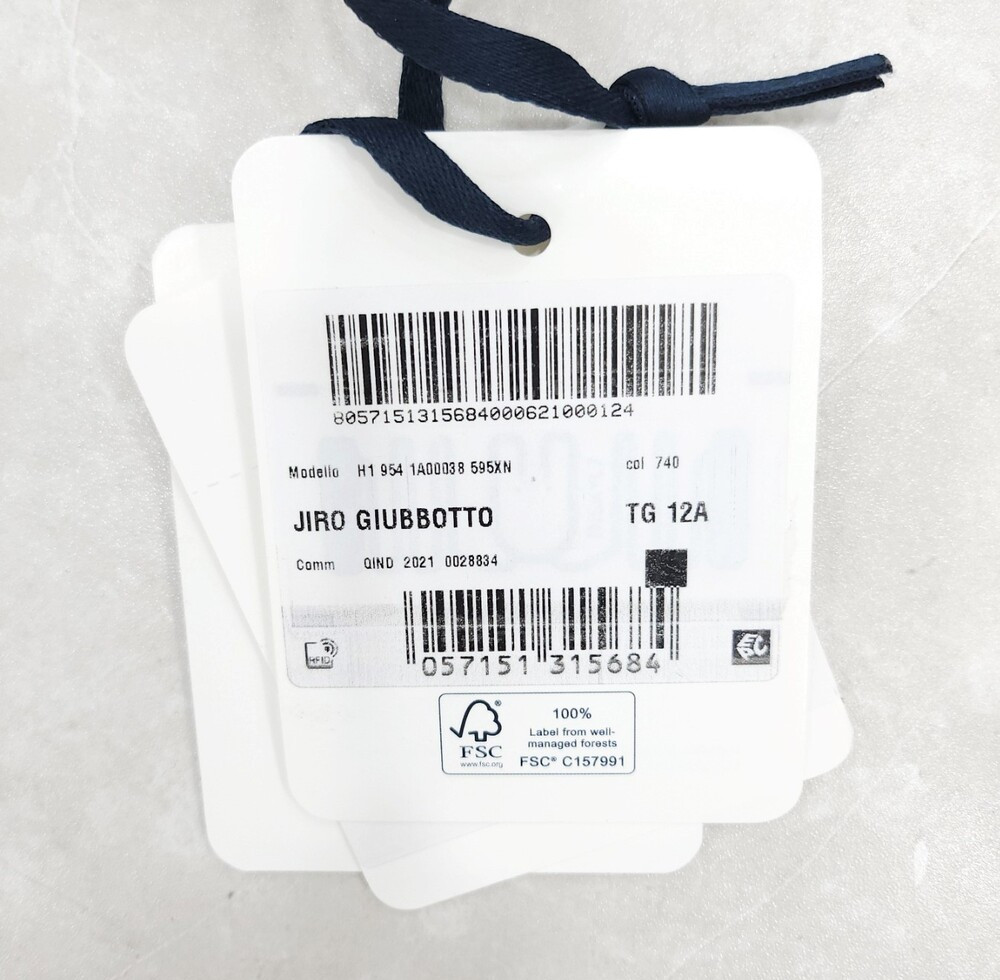 8057151315684000621000124
Modello H1 954 1A00038 595XN col 740
JIRO GIUBBOTTO TG 12A
Comm QIND 2021 0028834
057151 315684
RFID
FSC®
www.fsc.org
100%
Label from well-
managed forests
FSC® C157991